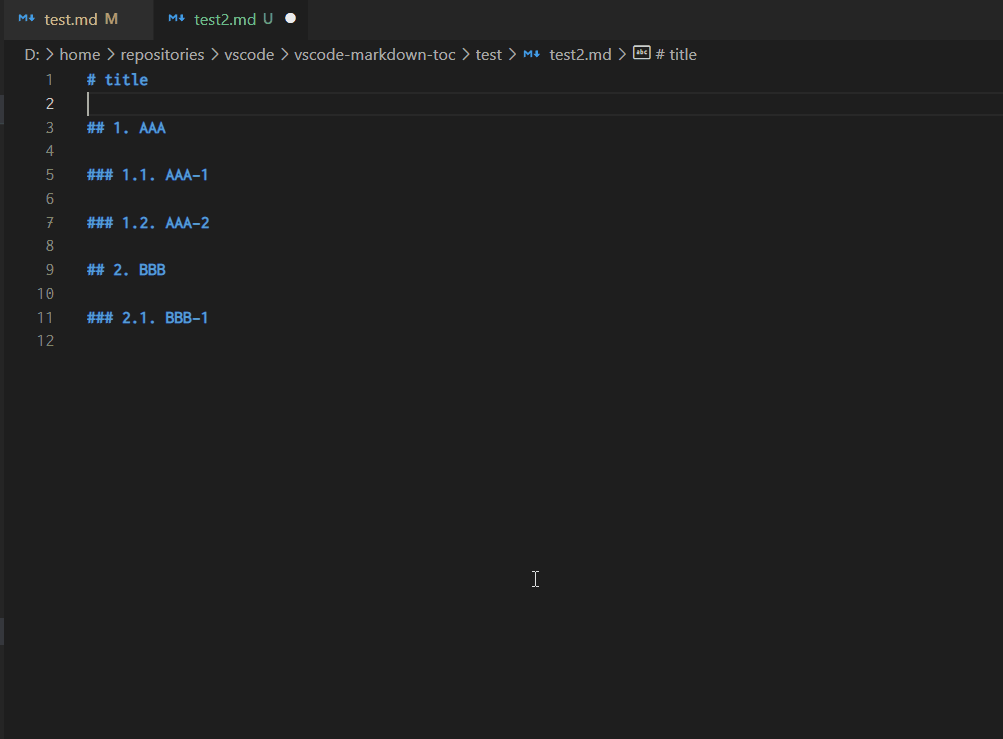 test.md M test2.md U
D: > home > repositories > vscode > vscode-markdown-toc > test > test2.md > abc # title
1 # title
2
3 ## 1. AAA
4
5 ### 1.1. AAA-1
6
7 ### 1.2. AAA-2
8
9 ## 2. BBB
10
11 ### 2.1. BBB-1
12